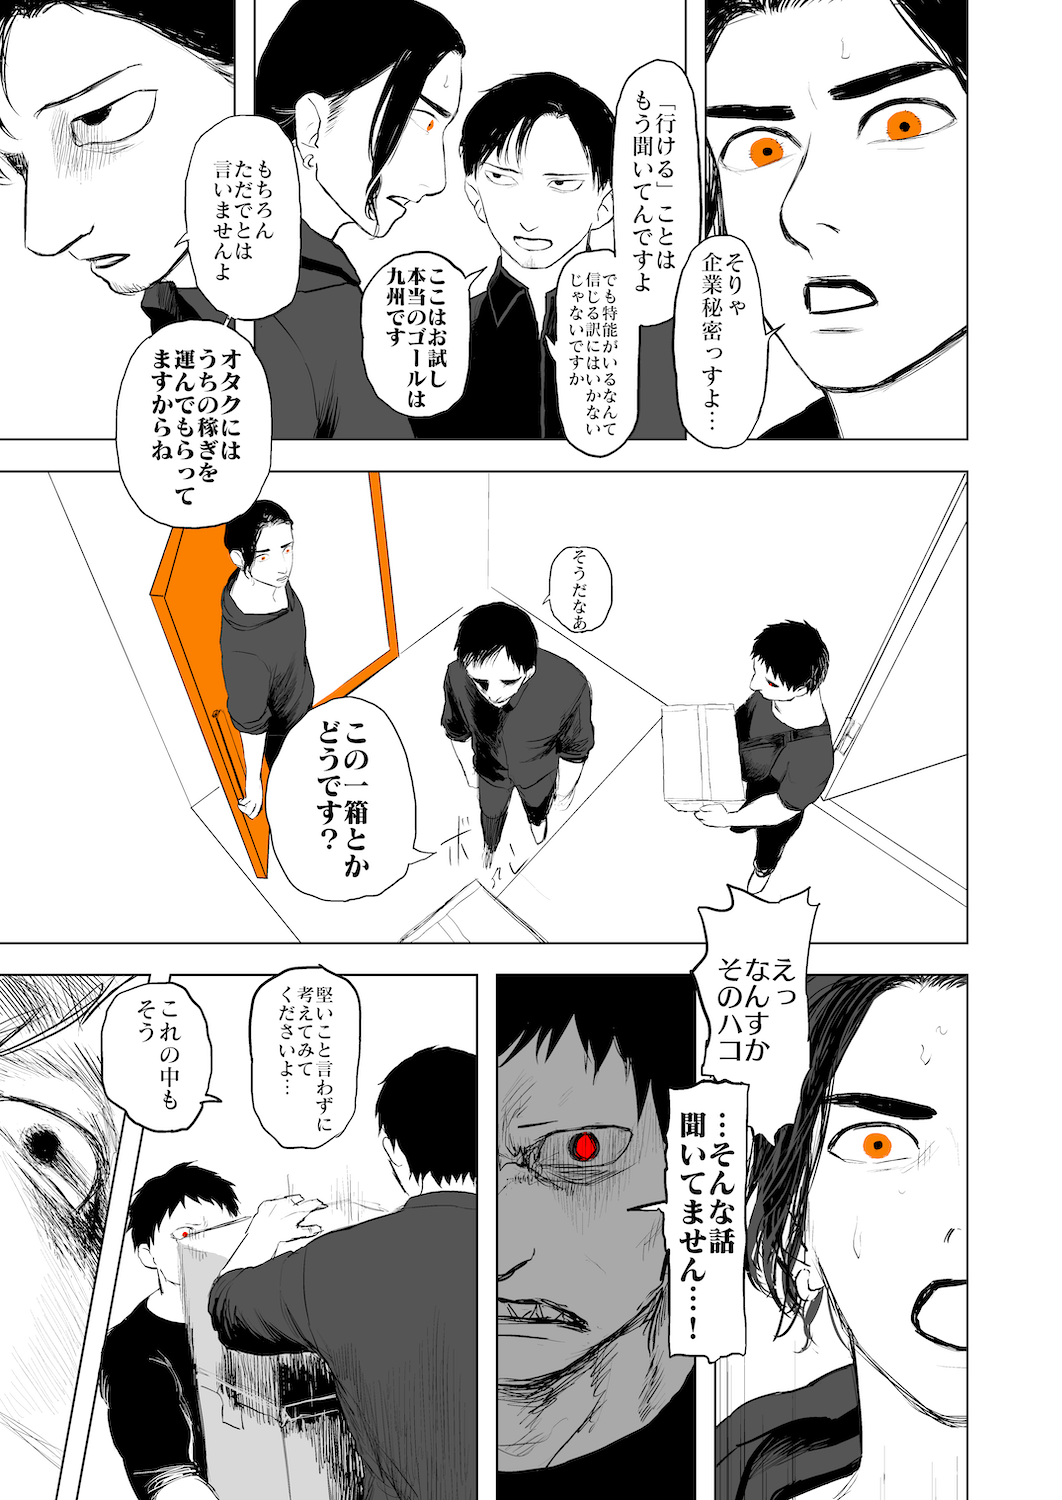 そりゃ
企業秘密っすよ…
「行ける」ことは
もう聞いてんですよ
でも特能がいるなんて
信じる訳にはいかない
じゃないですか
ここはお試し
本当のゴールは
九州です
もちろん
ただでとは
言いませんよ
オタクには
うちの稼ぎを
運んでもらって
ますからね
そうだなあ
この一箱とか
どうです？
ポン
えっ
なんすか
そのハコ
…そんな話
聞いてません…！
堅いこと言わずに
考えてみて
くださいよ…
これの中も
そう